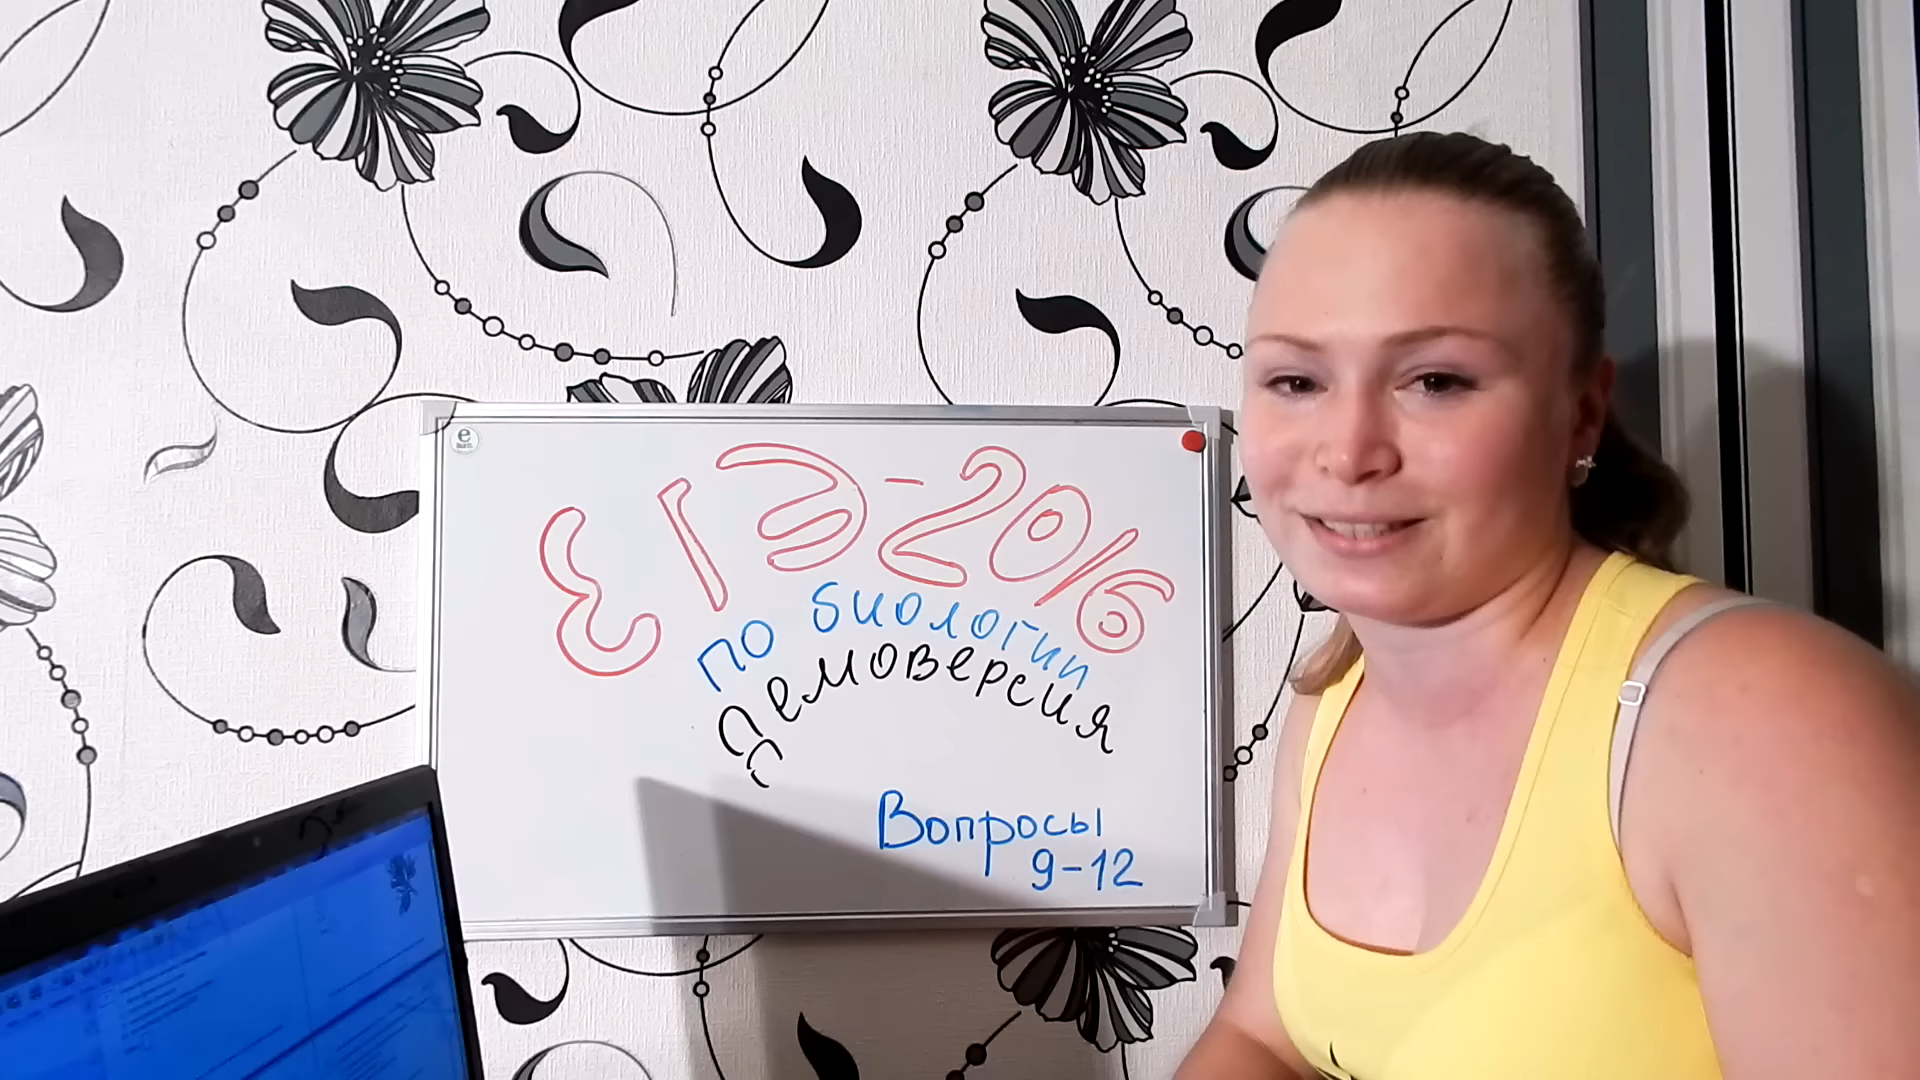 ЕГЭ-2016
по биологии
Демоверсия
Вопросы
9-12